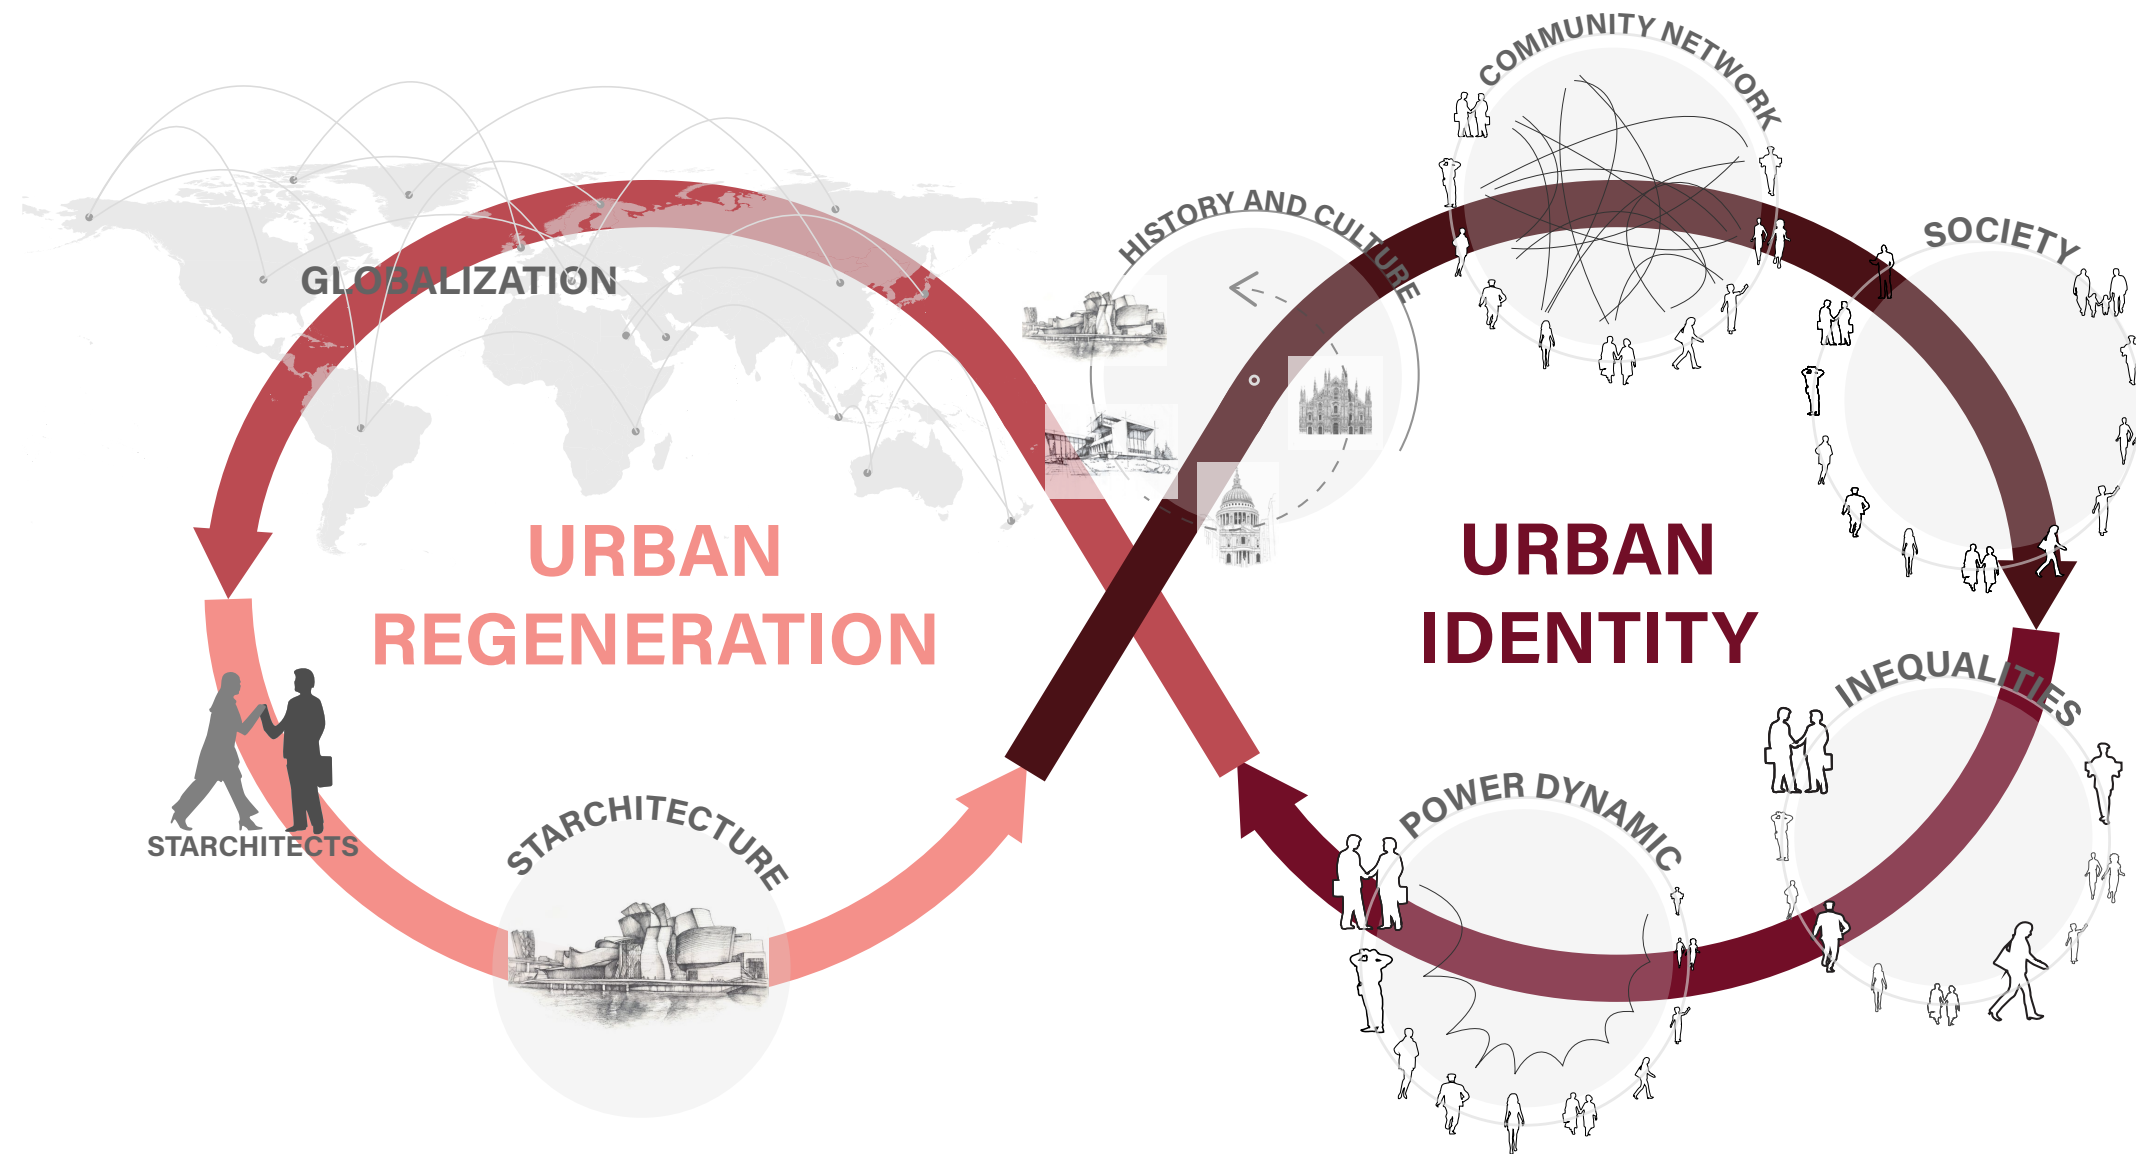 COMMUNITY NETWORK
HISTORY AND CULTURE
SOCIETY
GLOBALIZATION
URBAN
REGENERATION
URBAN
IDENTITY
INEQUALITIES
POWER DYNAMIC
STARCHITECTURE
STARCHITECTS